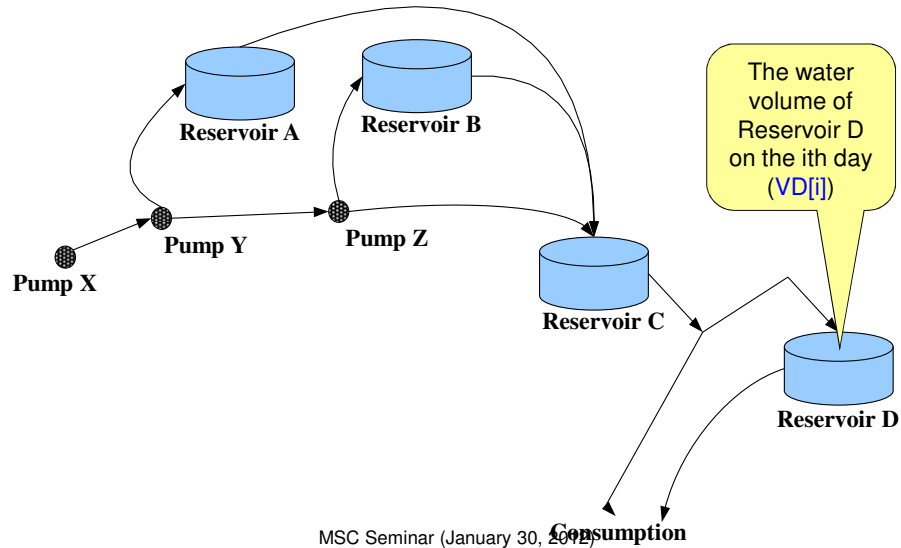 The water
volume of
Reservoir D
on the ith day
(VD[i])
Reservoir A
Reservoir B
Pump Y
Pump Z
Pump X
Reservoir C
Reservoir D
Consumption
MSC Seminar (January 30, 2012)